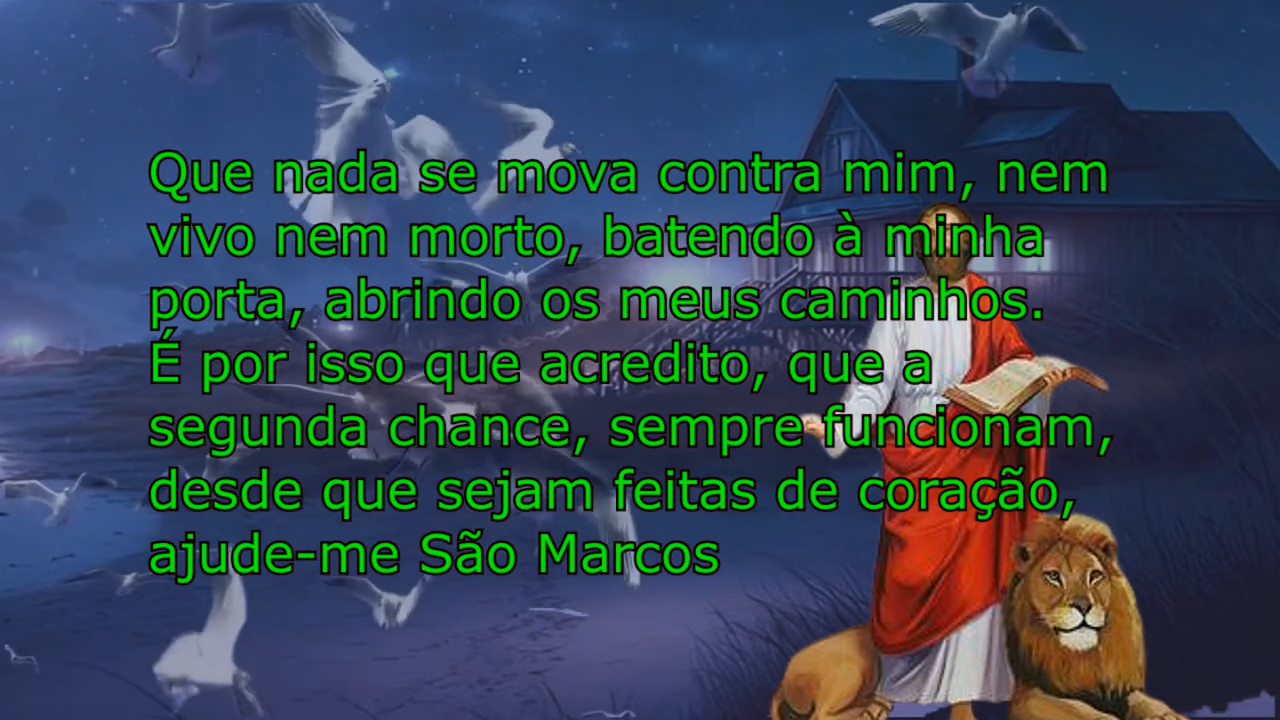 Que nada se mova contra mim, nem
vivo nem morto, batendo à minha
porta, abrindo os meus caminhos.
É por isso que acredito, que a
segunda chance, sempre funcionam,
desde que sejam feitas de coração,
ajude-me São Marcos